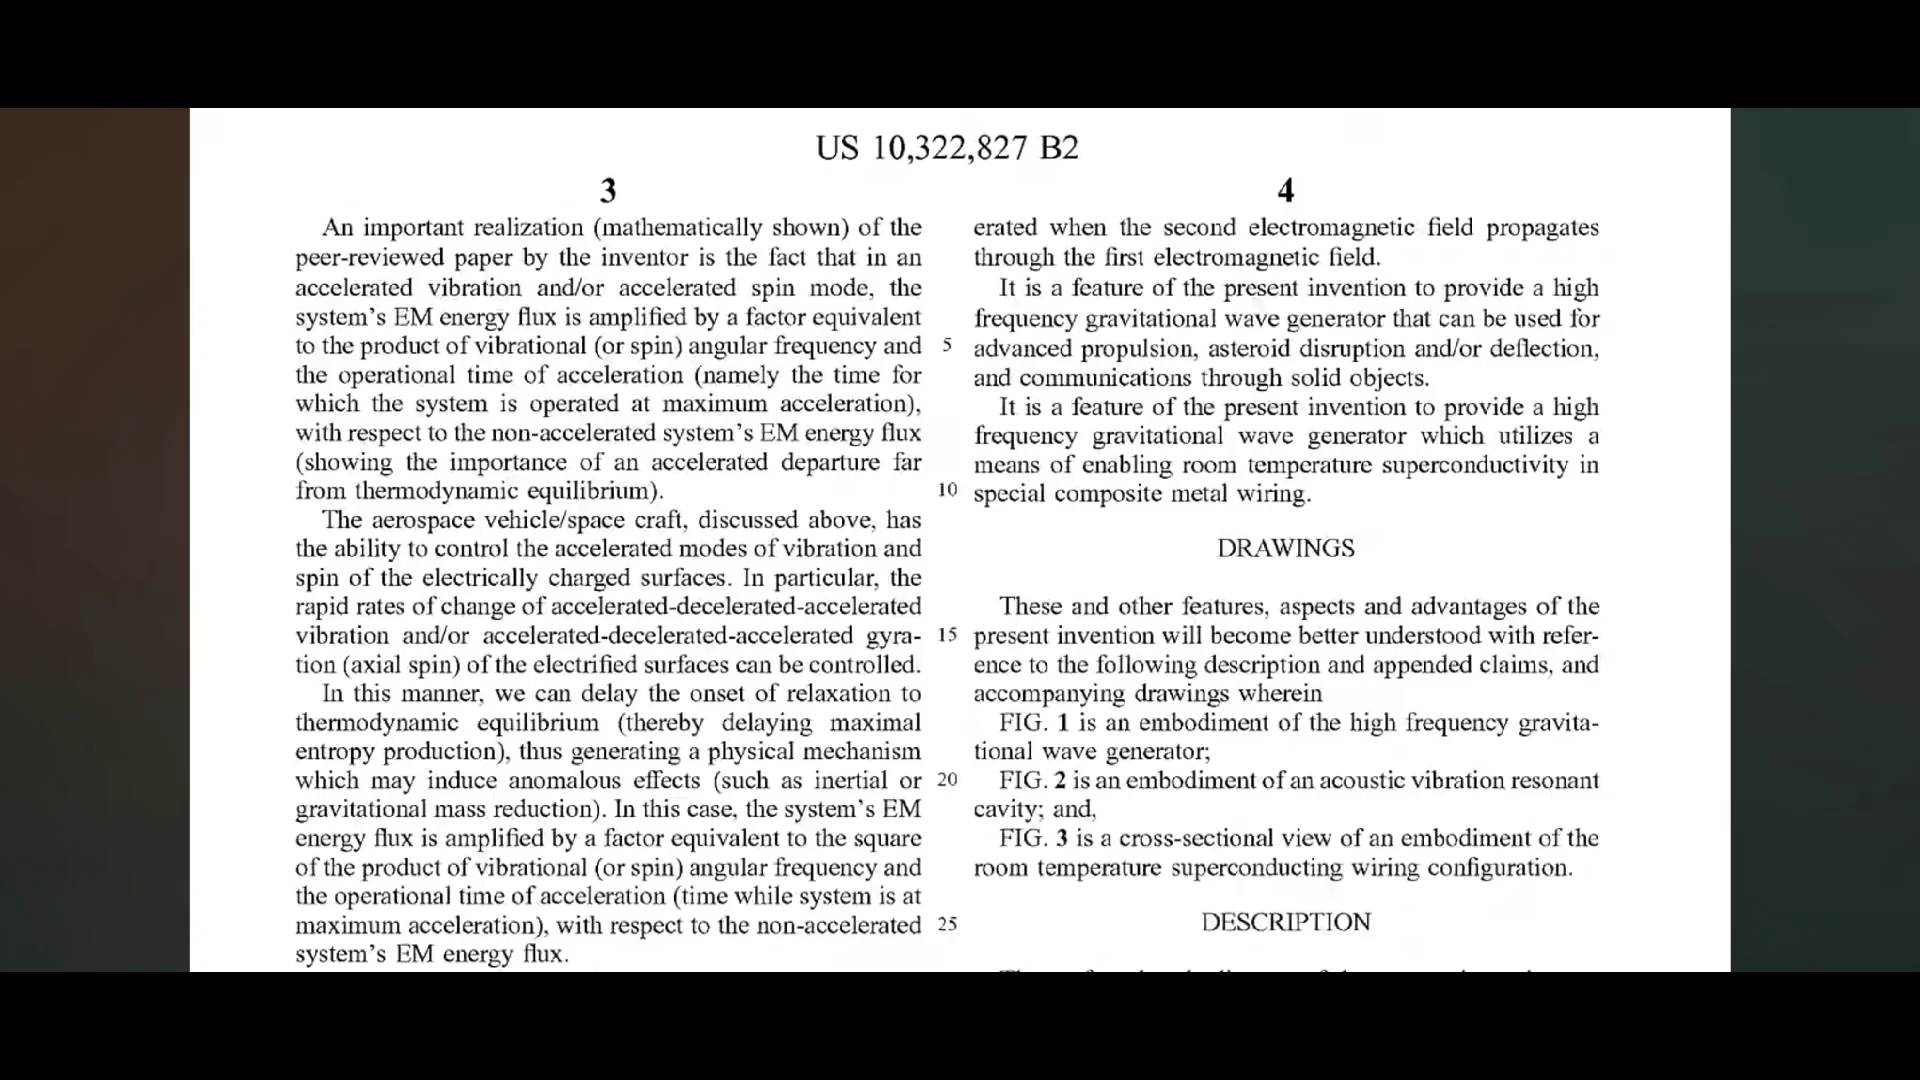 US 10,322,827 B2
3
An important realization (mathematically shown) of the
peer-reviewed paper by the inventor is the fact that in an
accelerated vibration and/or accelerated spin mode, the
system's EM energy flux is amplified by a factor equivalent
to the product of vibrational (or spin) angular frequency and
the operational time of acceleration (namely the time for
which the system is operated at maximum acceleration),
with respect to the non-accelerated system's EM energy flux
(showing the importance of an accelerated departure far
from thermodynamic equilibrium).
The aerospace vehicle/space craft, discussed above, has
the ability to control the accelerated modes of vibration and
spin of the electrically charged surfaces. In particular, the
rapid rates of change of accelerated-decelerated-accelerated
vibration and/or accelerated-decelerated-accelerated gyra-
tion (axial spin) of the electrified surfaces can be controlled.
In this manner, we can delay the onset of relaxation to
thermodynamic equilibrium (thereby delaying maximal
entropy production), thus generating a physical mechanism
which may induce anomalous effects (such as inertial or
gravitational mass reduction). In this case, the system's EM
energy flux is amplified by a factor equivalent to the square
of the product of vibrational (or spin) angular frequency and
the operational time of acceleration (time while system is at
maximum acceleration), with respect to the non-accelerated
system's EM energy flux.
5
10
15
20
25
4
erated when the second electromagnetic field propagates
through the first electromagnetic field.
It is a feature of the present invention to provide a high
frequency gravitational wave generator that can be used for
advanced propulsion, asteroid disruption and/or deflection,
and communications through solid objects.
It is a feature of the present invention to provide a high
frequency gravitational wave generator which utilizes a
means of enabling room temperature superconductivity in
special composite metal wiring.
DRAWINGS
These and other features, aspects and advantages of the
present invention will become better understood with refer-
ence to the following description and appended claims, and
accompanying drawings wherein
FIG. 1 is an embodiment of the high frequency gravita-
tional wave generator;
FIG. 2 is an embodiment of an acoustic vibration resonant
cavity; and,
FIG. 3 is a cross-sectional view of an embodiment of the
room temperature superconducting wiring configuration.
DESCRIPTION